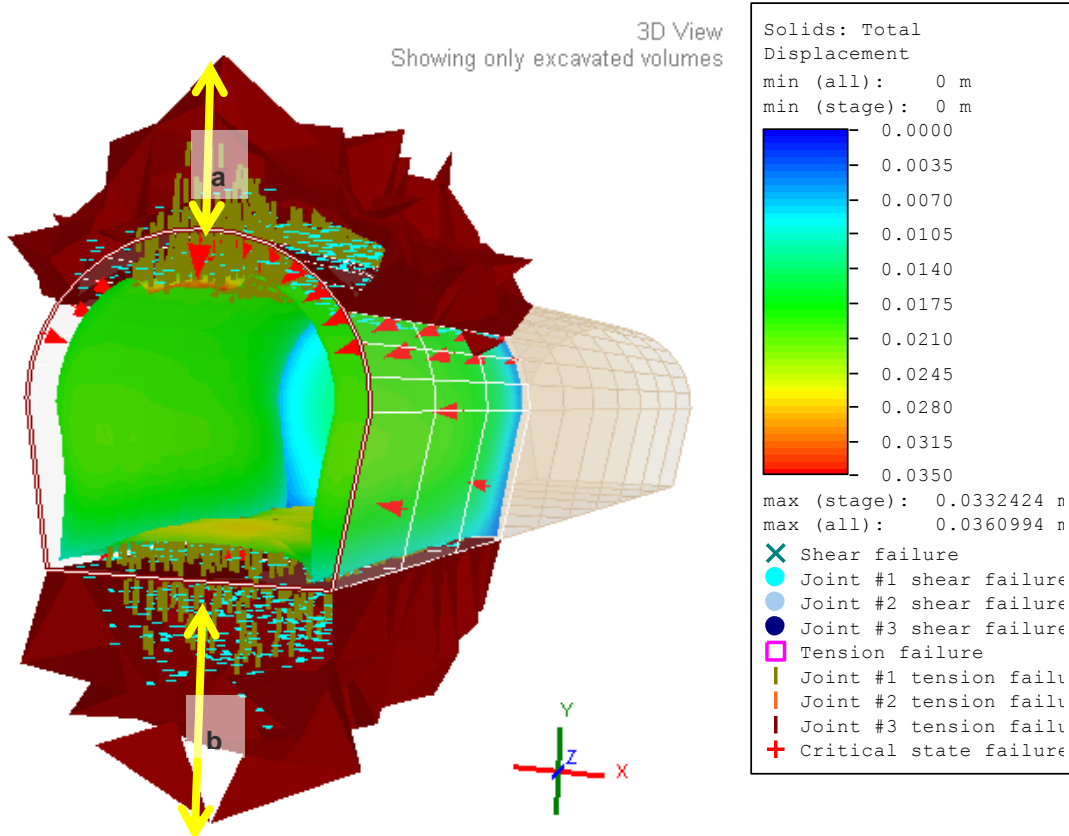 3D View
Showing only excavated volumes
a
b
Y
Z
X
Solids: Total
Displacement
min (all): 0 m
min (stage): 0 m
0.0000
0.0035
0.0070
0.0105
0.0140
0.0175
0.0210
0.0245
0.0280
0.0315
0.0350
max (stage): 0.0332424 m
max (all): 0.0360994 m
Shear failure
Joint #1 shear failure
Joint #2 shear failure
Joint #3 shear failure
Tension failure
Joint #1 tension failu
Joint #2 tension failu
Joint #3 tension failu
Critical state failure